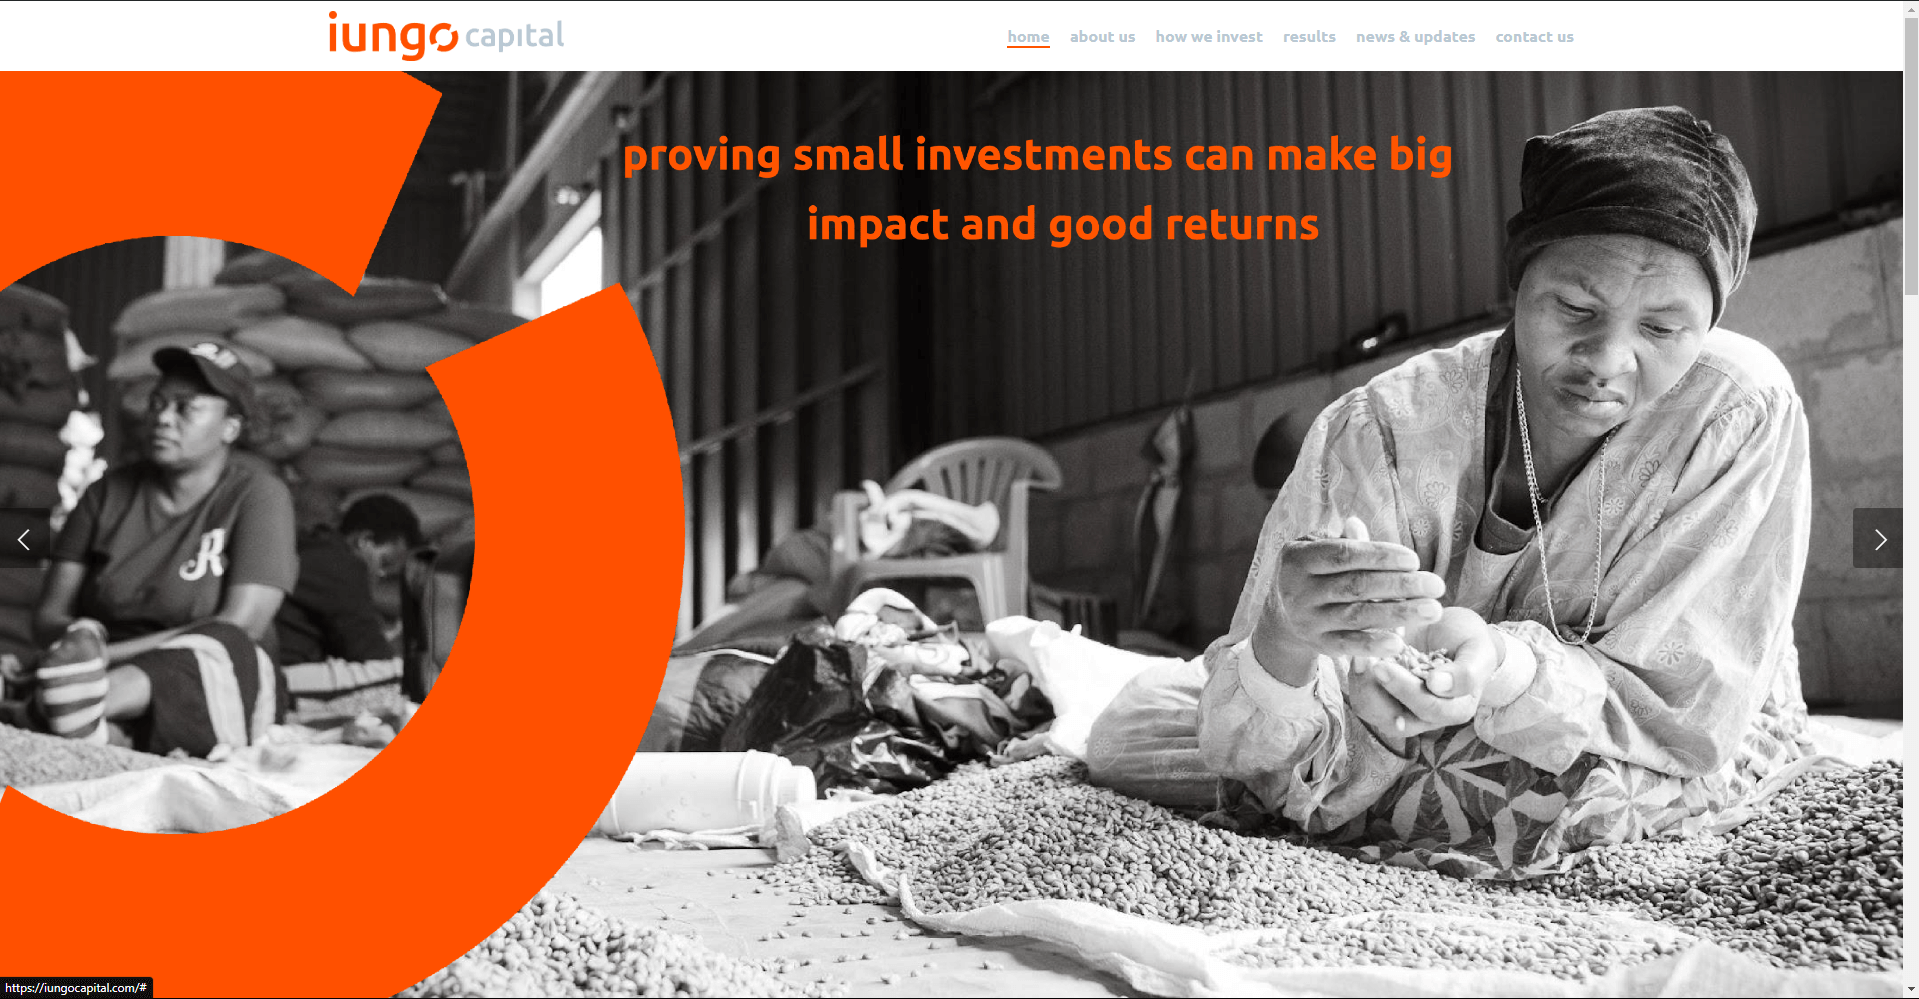 iungo capital
home about us how we invest results news & updates contact us
proving small investments can make big
impact and good returns
R
https://iungocapital.com/#